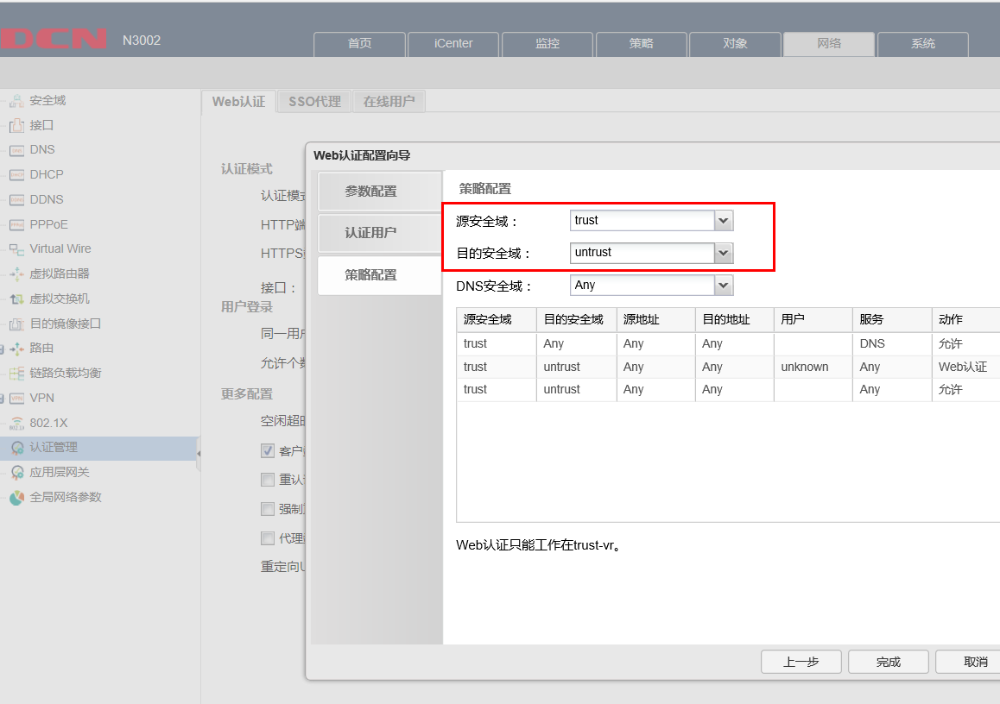 DCN N3002
首页 iCenter 监控 策略 对象 网络 系统
安全域
接口
DNS
DHCP
DDNS
PPPoE
Virtual Wire
虚拟路由器
虚拟交换机
目的镜像接口
路由
链路负载均衡
VPN
802.1X
认证管理
应用层网关
全局网络参数
Web认证 SSO代理 在线用户
认证模式
认证模式
HTTP端
HTTPS
接口：
用户登录
同一用户
允许个数
更多配置
空闲超时
客户端
重认
强制
代理
重定向U
Web认证配置向导
参数配置
认证用户
策略配置
策略配置
源安全域： trust
目的安全域： untrust
DNS安全域： Any
源安全域 目的安全域 源地址 目的地址 用户 服务 动作
trust Any Any Any DNS 允许
trust untrust Any Any unknown Any Web认证
trust untrust Any Any Any 允许
Web认证只能工作在trust-vr。
上一步 完成 取消